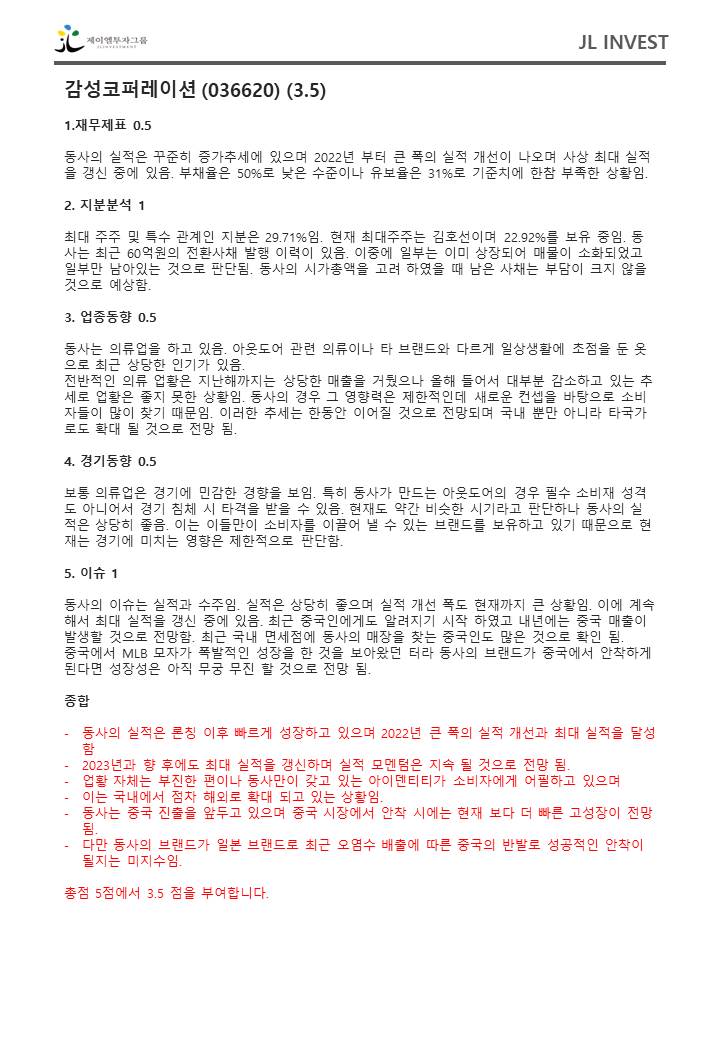 제이엘투자그룹
JLINVESTMENT
JL INVEST
감성코퍼레이션 (036620) (3.5)
1.재무제표 0.5
동사의 실적은 꾸준히 증가추세에 있으며 2022년 부터 큰 폭의 실적 개선이 나오며 사상 최대 실적
을 갱신 중에 있음. 부채율은 50%로 낮은 수준이나 유보율은 31%로 기준치에 한참 부족한 상황임.
2. 지분분석 1
최대 주주 및 특수 관계인 지분은 29.71%임. 현재 최대주주는 김호선이며 22.92%를 보유 중임. 동
사는 최근 60억원의 전환사채 발행 이력이 있음. 이중에 일부는 이미 상장되어 매물이 소화되었고
일부만 남아있는 것으로 판단됨. 동사의 시가총액을 고려 하였을 때 남은 사채는 부담이 크지 않을
것으로 예상함.
3. 업종동향 0.5
동사는 의류업을 하고 있음. 아웃도어 관련 의류이나 타 브랜드와 다르게 일상생활에 초점을 둔 옷
으로 최근 상당한 인기가 있음.
전반적인 의류 업황은 지난해까지는 상당한 매출을 거뒀으나 올해 들어서 대부분 감소하고 있는 추
세로 업황은 좋지 못한 상황임. 동사의 경우 그 영향력은 제한적인데 새로운 컨셉을 바탕으로 소비
자들이 많이 찾기 때문임. 이러한 추세는 한동안 이어질 것으로 전망되며 국내 뿐만 아니라 타국가
로도 확대 될 것으로 전망 됨.
4. 경기동향 0.5
보통 의류업은 경기에 민감한 경향을 보임. 특히 동사가 만드는 아웃도어의 경우 필수 소비재 성격
도 아니어서 경기 침체 시 타격을 받을 수 있음. 현재도 약간 비슷한 시기라고 판단하나 동사의 실
적은 상당히 좋음. 이는 이들만이 소비자를 이끌어 낼 수 있는 브랜드를 보유하고 있기 때문으로 현
재는 경기에 미치는 영향은 제한적으로 판단함.
5. 이슈 1
동사의 이슈는 실적과 수주임. 실적은 상당히 좋으며 실적 개선 폭도 현재까지 큰 상황임. 이에 계속
해서 최대 실적을 갱신 중에 있음. 최근 중국인에게도 알려지기 시작 하였고 내년에는 중국 매출이
발생할 것으로 전망함. 최근 국내 면세점에 동사의 매장을 찾는 중국인도 많은 것으로 확인 됨.
중국에서 MLB 모자가 폭발적인 성장을 한 것을 보아왔던 터라 동사의 브랜드가 중국에서 안착하게
된다면 성장성은 아직 무궁 무진 할 것으로 전망 됨.
종합
- 동사의 실적은 론칭 이후 빠르게 성장하고 있으며 2022년 큰 폭의 실적 개선과 최대 실적을 달성
함
- 2023년과 향 후에도 최대 실적을 갱신하며 실적 모멘텀은 지속 될 것으로 전망 됨.
- 업황 자체는 부진한 편이나 동사만이 갖고 있는 아이덴티티가 소비자에게 어필하고 있으며
- 이는 국내에서 점차 해외로 확대 되고 있는 상황임.
- 동사는 중국 진출을 앞두고 있으며 중국 시장에서 안착 시에는 현재 보다 더 빠른 고성장이 전망
됨.
- 다만 동사의 브랜드가 일본 브랜드로 최근 오염수 배출에 따른 중국의 반발로 성공적인 안착이
될지는 미지수임.
총점 5점에서 3.5 점을 부여합니다.